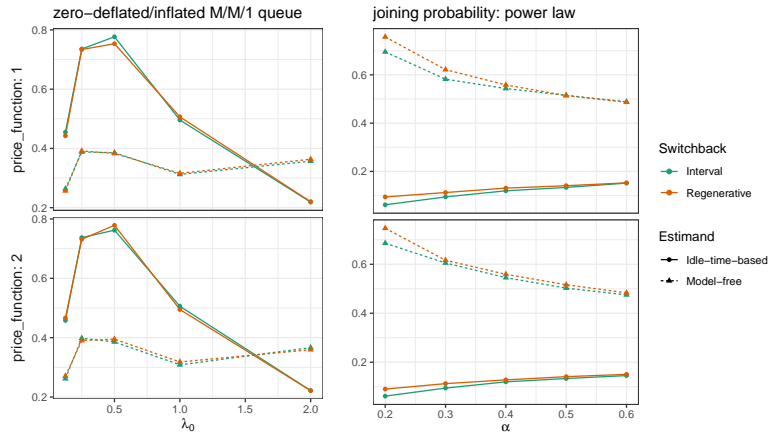 zero−deflated/inflated M/M/1 queue
joining probability: power law
price_function: 1
0.8
0.6
0.4
0.2
0.6
0.4
0.2
price_function: 2
0.8
0.6
0.4
0.2
0.6
0.4
0.2
0.5
1.0
1.5
2.0
λ0
0.2
0.3
0.4
0.5
0.6
α
Switchback
Interval
Regenerative
Estimand
Idle−time−based
Model−free